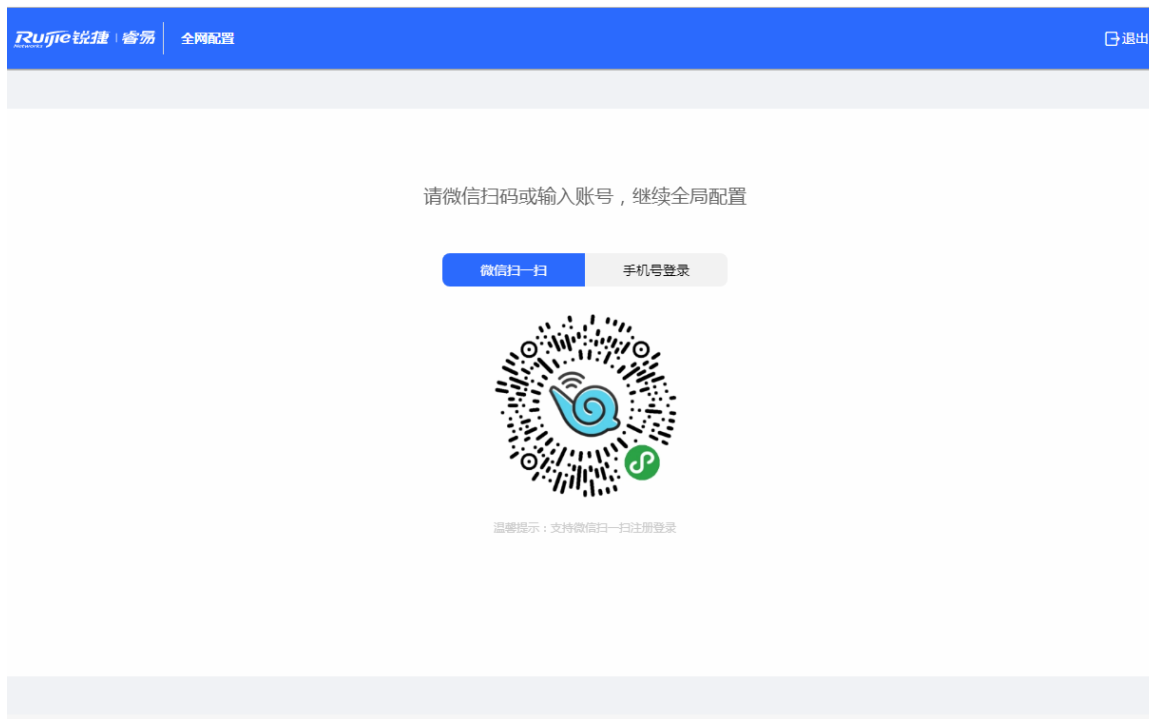 Ruijie锐捷 | 睿易 全网配置 退出
Networks
请微信扫码或输入账号，继续全局配置
微信扫一扫 手机号登录
温馨提示：支持微信扫一扫注册登录